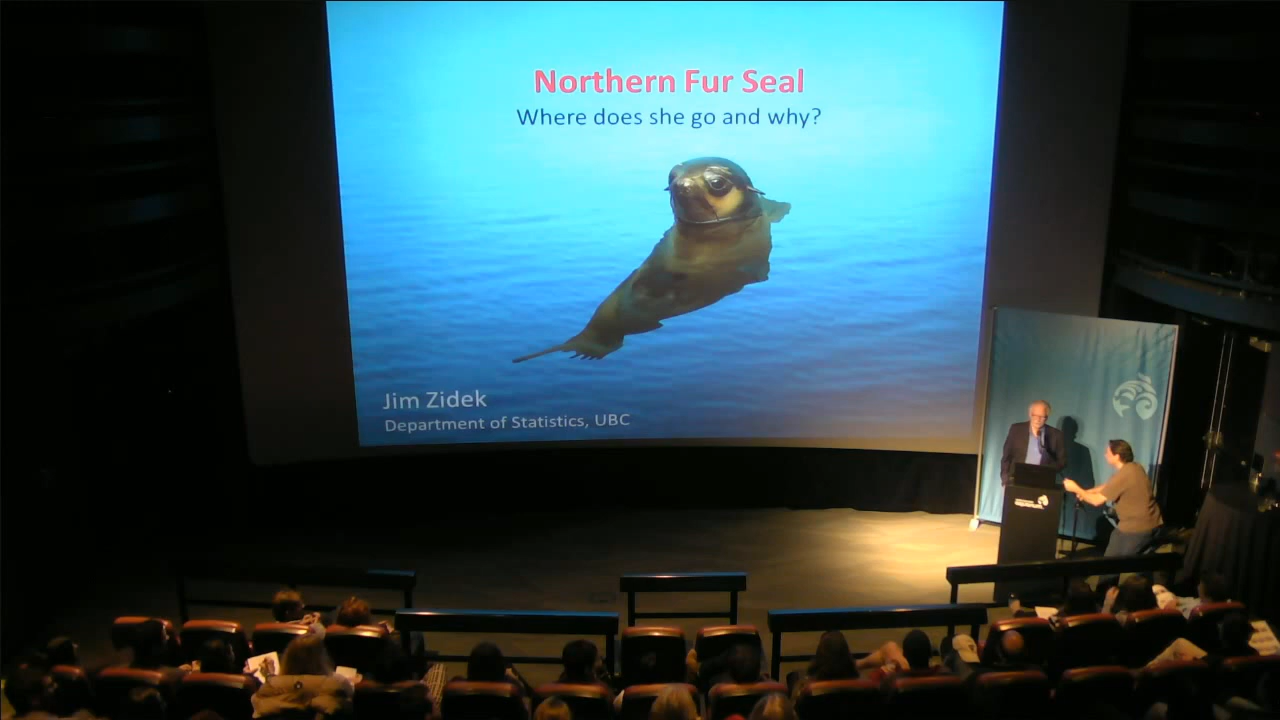 Northern Fur Seal
Where does she go and why?
Jim Zidek
Department of Statistics, UBC